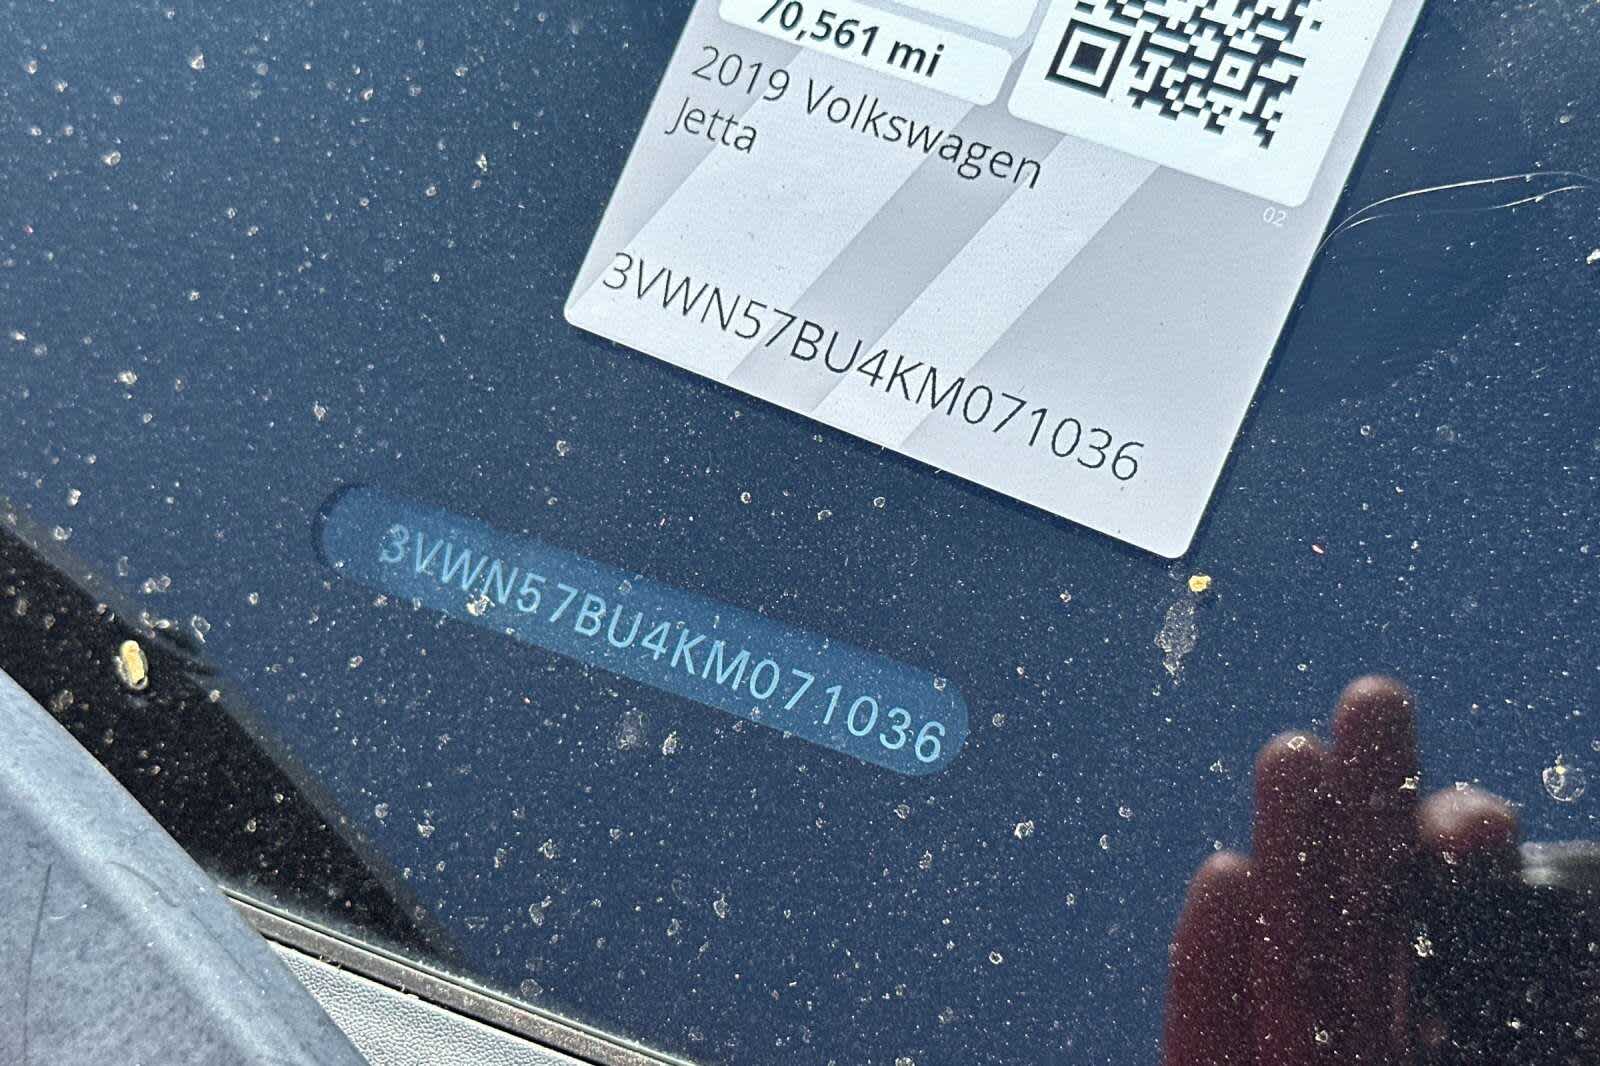 70,561 mi
2019 Volkswagen
Jetta
02
3VWN57BU4KM071036
3VWN57BU4KM071036